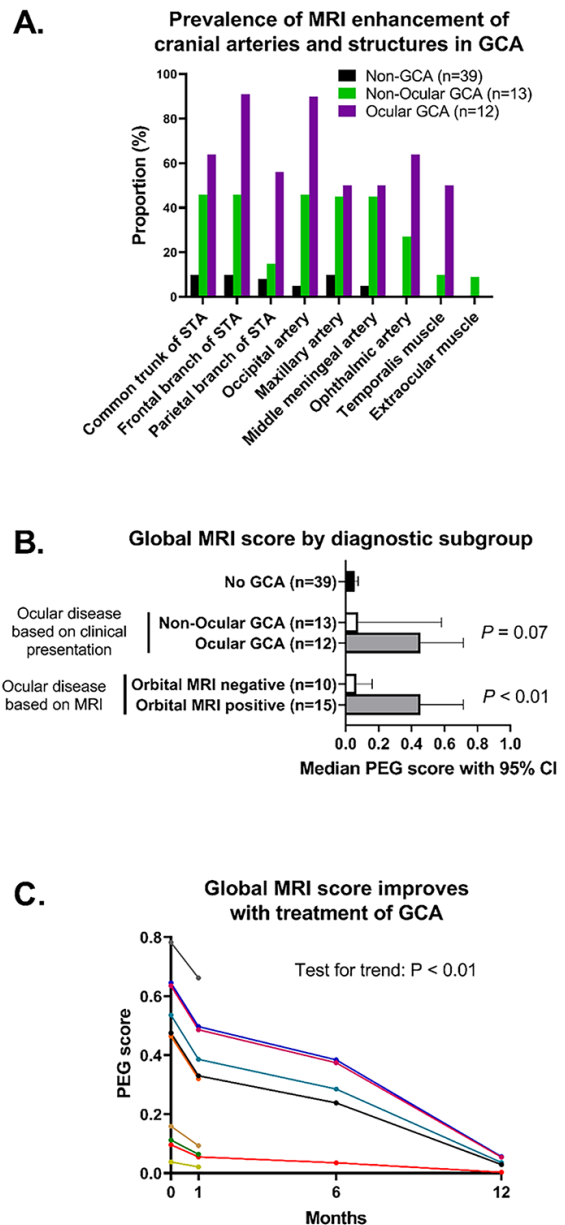 A.
Prevalence of MRI enhancement of
cranial arteries and structures in GCA
Non-GCA (n=39)
Non-Ocular GCA (n=13)
Ocular GCA (n=12)
Proportion (%)
100
80
60
40
20
0
Common trunk of STA
Frontal branch of STA
Parietal branch of STA
Occipital artery
Maxillary artery
Middle meningeal artery
Ophthalmic artery
Temporalis muscle
Extraocular muscle
B.
Global MRI score by diagnostic subgroup
No GCA (n=39)
Ocular disease
based on clinical
presentation
Non-Ocular GCA (n=13)
Ocular GCA (n=12)
P = 0.07
Ocular disease
based on MRI
Orbital MRI negative (n=10)
Orbital MRI positive (n=15)
P < 0.01
0.0 0.2 0.4 0.6 0.8 1.0
Median PEG score with 95% CI
C.
Global MRI score improves
with treatment of GCA
Test for trend: P < 0.01
PEG score
0.8
0.6
0.4
0.2
0.0
0 1 6 12
Months